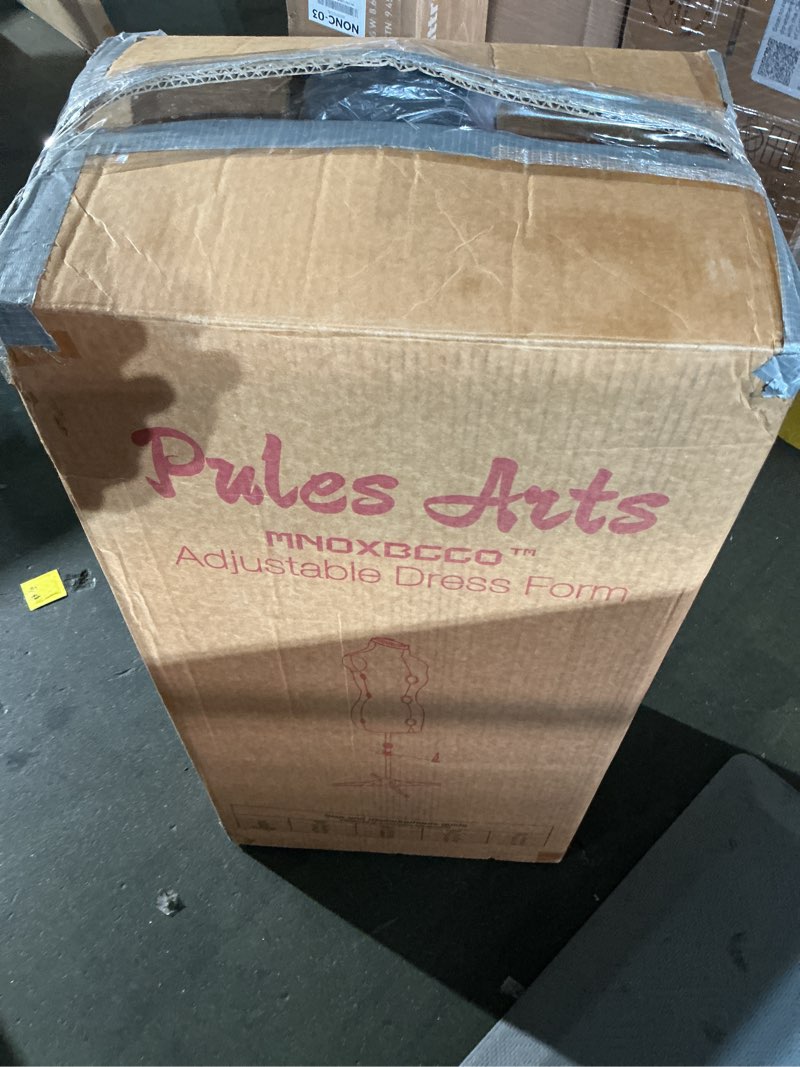 NONC-03
Pules Arts
MNOXBCCO™
Adjustable Dress Form